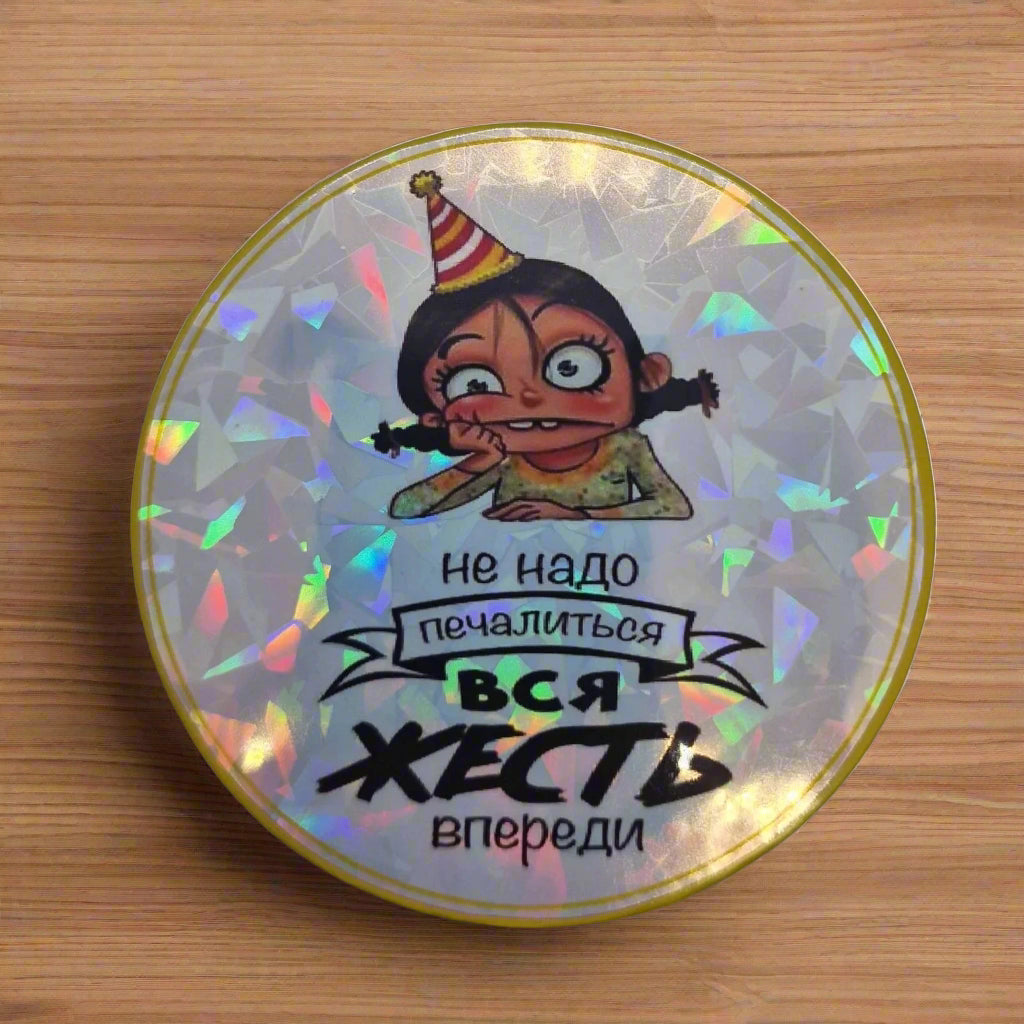 не надо
печалиться
вся
жесть
впереди